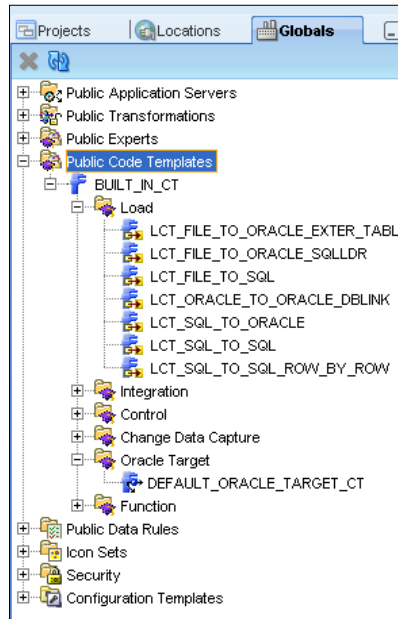 Projects Locations Globals
Public Application Servers
Public Transformations
Public Experts
Public Code Templates
BUILT_IN_CT
Load
LCT_FILE_TO_ORACLE_EXTER_TABL
LCT_FILE_TO_ORACLE_SQLLDR
LCT_FILE_TO_SQL
LCT_ORACLE_TO_ORACLE_DBLINK
LCT_SQL_TO_ORACLE
LCT_SQL_TO_SQL
LCT_SQL_TO_SQL_ROW_BY_ROW
Integration
Control
Change Data Capture
Oracle Target
DEFAULT_ORACLE_TARGET_CT
Function
Public Data Rules
Icon Sets
Security
Configuration Templates